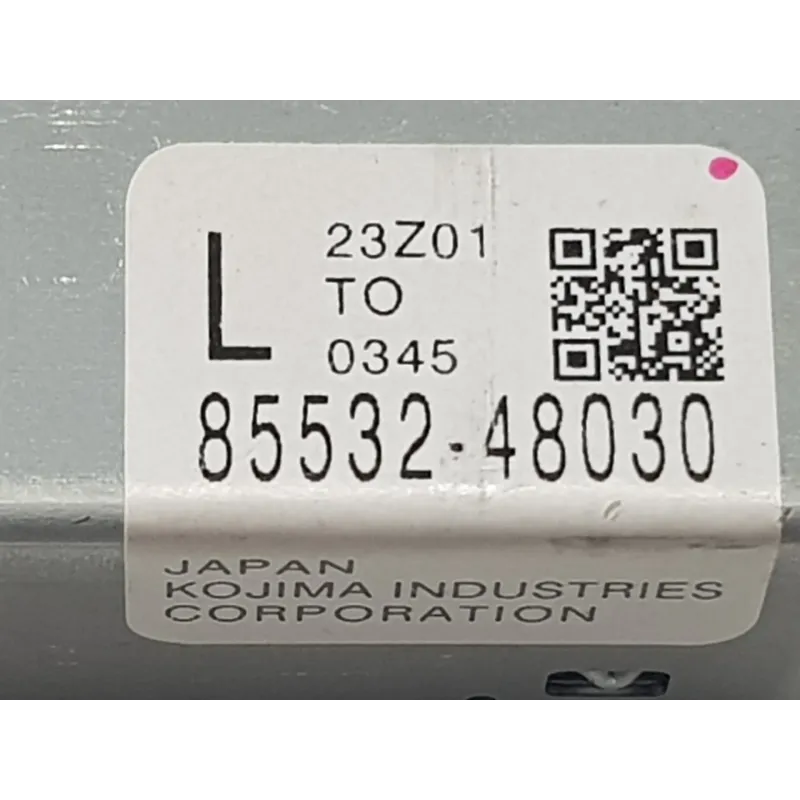 L
23Z01
TO
0345
85532-48030
JAPAN
KOJIMA INDUSTRIES
CORPORATION